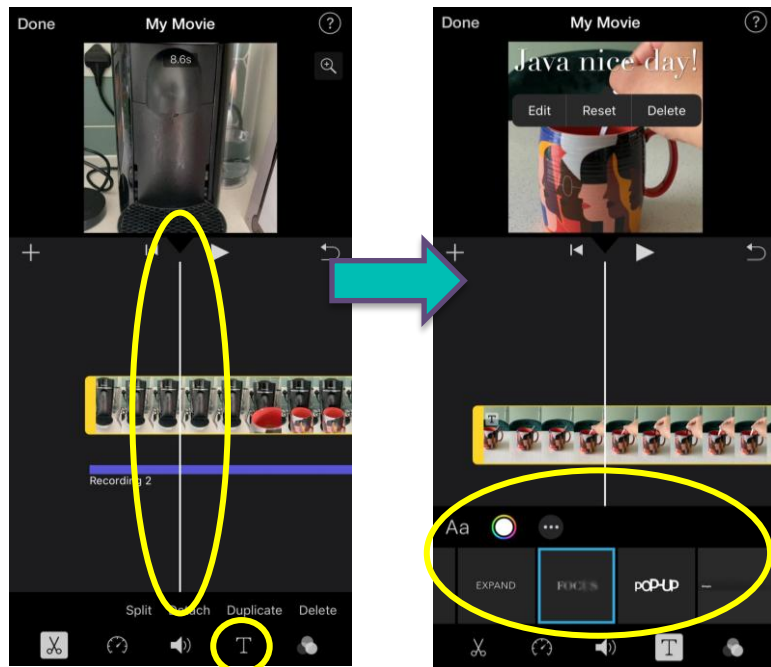 Done My Movie ?
8.6s
Recording 2
Split Detach Duplicate Delete
T
Done My Movie ?
Java nice day!
Edit Reset Delete
T
Aa
EXPAND FOCUS POP-UP
T